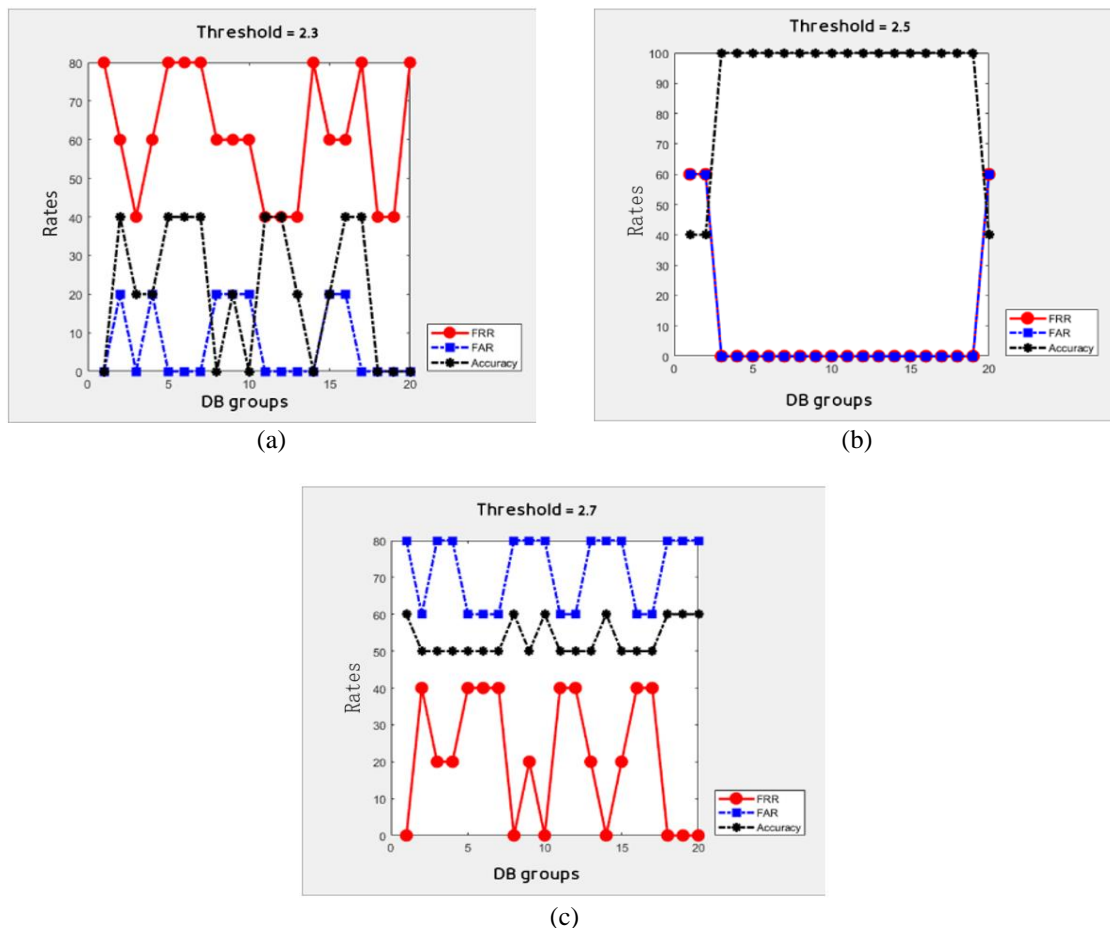 Threshold = 2.3
80
70
60
50
40
30
20
10
0
Rates
0 5 10 15 20
DB groups
FRR
FAR
Accuracy
(a)
Threshold = 2.5
100
90
80
70
60
50
40
30
20
10
0
Rates
0 5 10 15 20
DB groups
FRR
FAR
Accuracy
(b)
Threshold = 2.7
80
70
60
50
40
30
20
10
0
Rates
0 5 10 15 20
DB groups
FRR
FAR
Accuracy
(c)